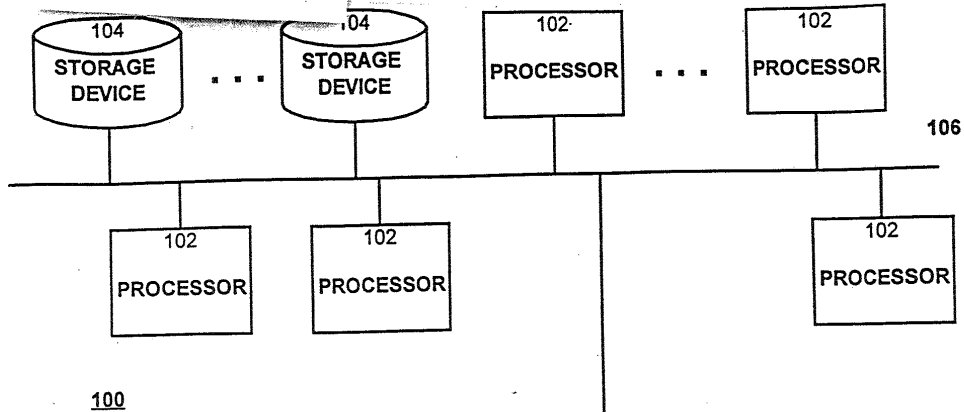 104
STORAGE
DEVICE
104
STORAGE
DEVICE
102
PROCESSOR
102
PROCESSOR
106
102
PROCESSOR
102
PROCESSOR
102
PROCESSOR
100